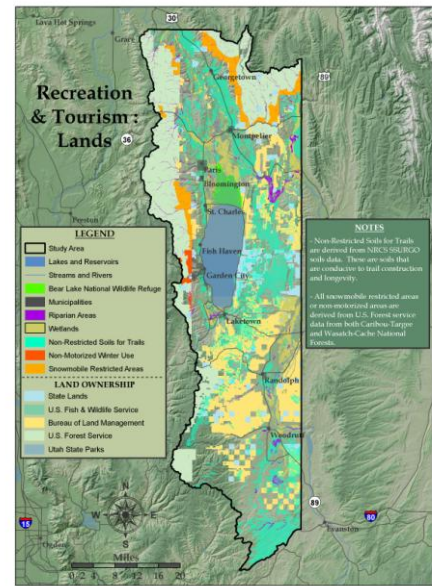 Lava Hot Springs
30
Grace
Georgetown
89
Recreation
& Tourism :
Lands
36
Montpelier
Paris
Bloomington
Preston
St. Charles
Fish Haven
Garden City
Laketown
Randolph
Woodruff
LEGEND
Study Area
Lakes and Reservoirs
Streams and Rivers
Bear Lake National Wildlife Refuge
Municipalities
Riparian Areas
Wetlands
Non-Restricted Soils for Trails
Non-Motorized Winter Use
Snowmobile Restricted Areas
LAND OWNERSHIP
State Lands
U.S. Fish & Wildlife Service
Bureau of Land Management
U.S. Forest Service
Utah State Parks
NOTES
- Non-Restricted Soils for Trails
are derived from NRCS SSURGO
soils data. These are soils that
are conducive to trail construction
and longevity.
- All snowmobile restricted areas
or non-motorized areas are
derived from U.S. Forest service
data from both Caribou-Targee
and Wasatch-Cache National
Forests.
89
80
Evanston
15
Ogden
N
W
E
S
Miles
0 2 4 8 12 16 20